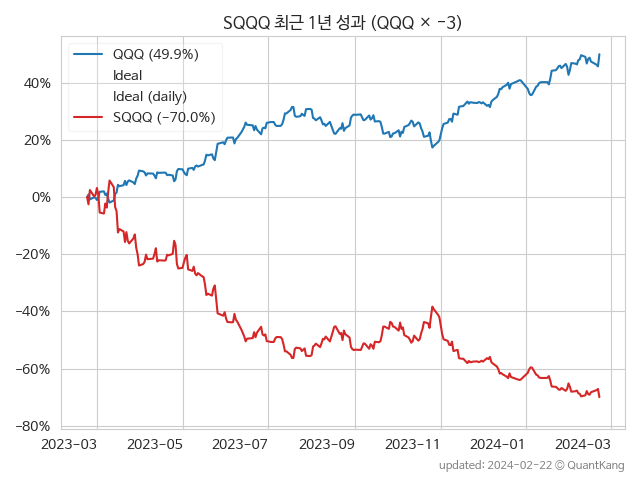 SQQQ 최근 1년 성과 (QQQ × −3)
QQQ (49.9%)
Ideal
Ideal (daily)
SQQQ (−70.0%)
40%
20%
0%
−20%
−40%
−60%
−80%
2023-03 2023-05 2023-07 2023-09 2023-11 2024-01 2024-03
updated: 2024-02-22 © QuantKang